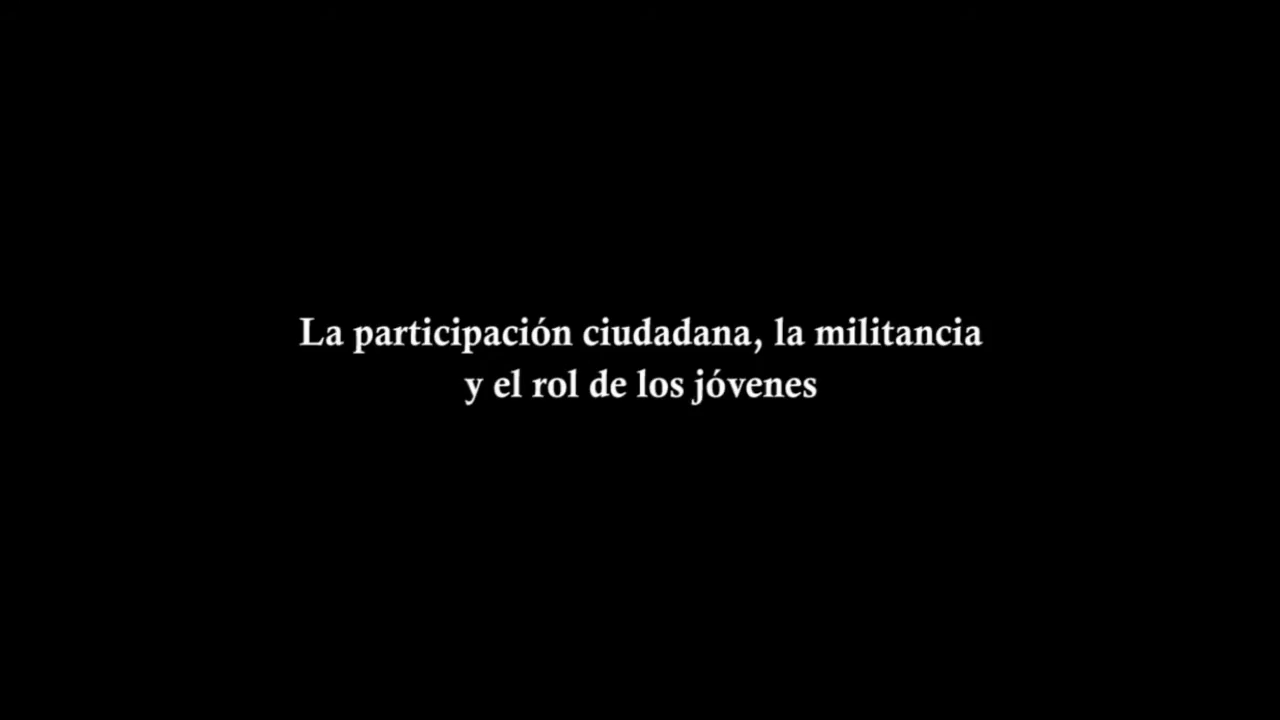 La participación ciudadana, la militancia
y el rol de los jóvenes